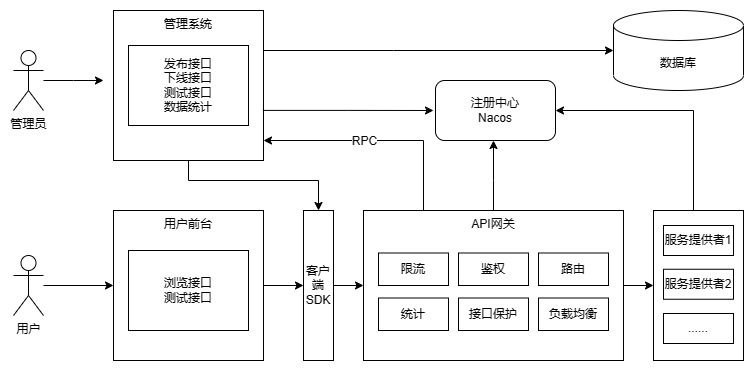 管理系统
发布接口
下线接口
测试接口
数据统计
管理员
数据库
注册中心
Nacos
RPC
用户前台
浏览接口
测试接口
用户
客户
端
SDK
API网关
限流
鉴权
路由
统计
接口保护
负载均衡
服务提供者1
服务提供者2
......